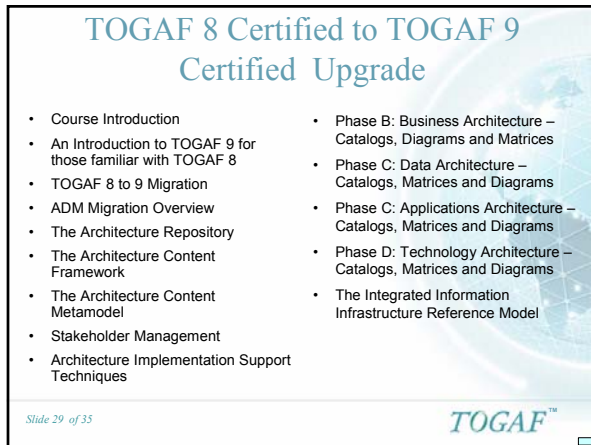 TOGAF 8 Certified to TOGAF 9
Certified Upgrade
• Course Introduction
• An Introduction to TOGAF 9 for
those familiar with TOGAF 8
• TOGAF 8 to 9 Migration
• ADM Migration Overview
• The Architecture Repository
• The Architecture Content
Framework
• The Architecture Content
Metamodel
• Stakeholder Management
• Architecture Implementation Support
Techniques
• Phase B: Business Architecture –
Catalogs, Diagrams and Matrices
• Phase C: Data Architecture –
Catalogs, Matrices and Diagrams
• Phase C: Applications Architecture –
Catalogs, Matrices and Diagrams
• Phase D: Technology Architecture –
Catalogs, Matrices and Diagrams
• The Integrated Information
Infrastructure Reference Model
Slide 29 of 35
TOGAF™